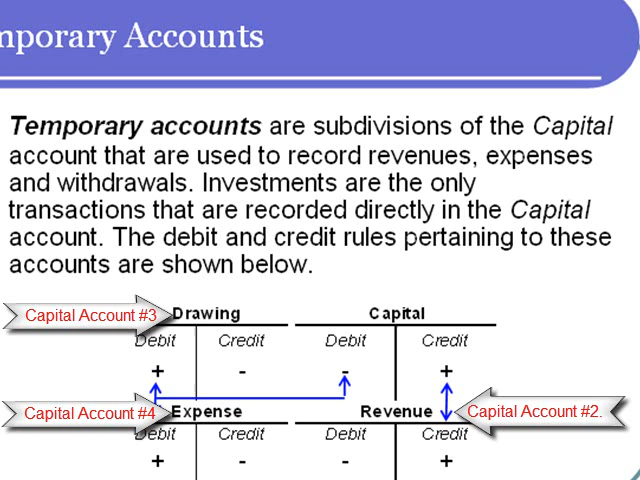 mporary Accounts
Temporary accounts are subdivisions of the Capital
account that are used to record revenues, expenses
and withdrawals. Investments are the only
transactions that are recorded directly in the Capital
account. The debit and credit rules pertaining to these
accounts are shown below.
Capital Account #3 Drawing Capital
Debit Credit Debit Credit
+ - - +
Capital Account #4 Expense Revenue Capital Account #2.
Debit Credit Debit Credit
+ - - +